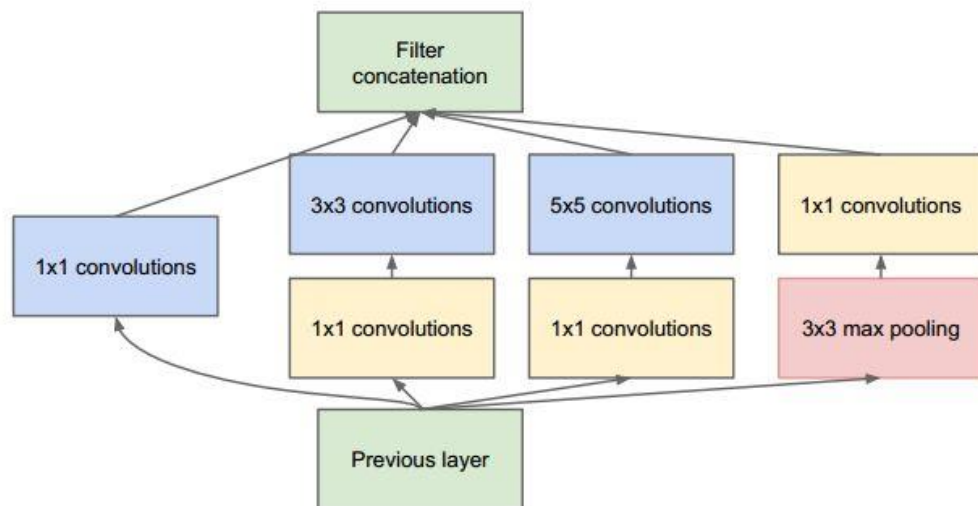 Filter
concatenation
3x3 convolutions
5x5 convolutions
1x1 convolutions
1x1 convolutions
1x1 convolutions
1x1 convolutions
3x3 max pooling
Previous layer